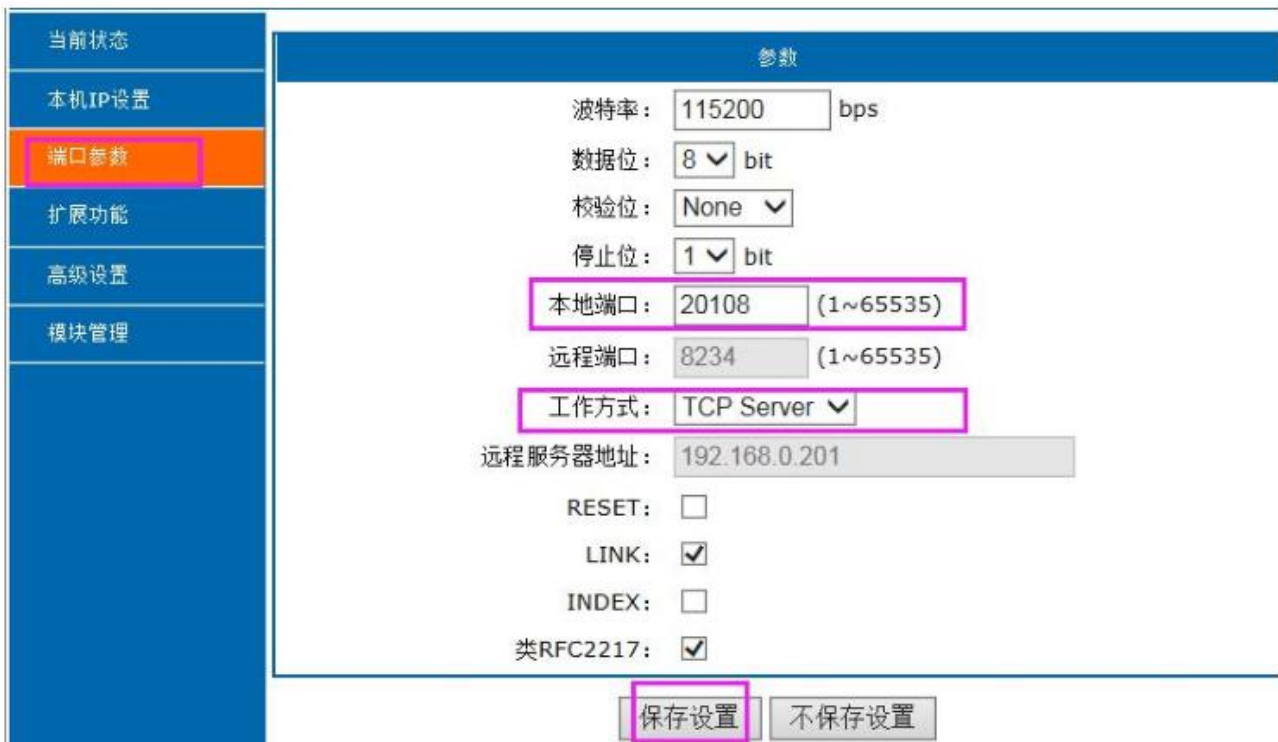 当前状态
本机IP设置
端口参数
扩展功能
高级设置
模块管理
参数
波特率: 115200 bps
数据位: 8 bit
校验位: None
停止位: 1 bit
本地端口: 20108 (1~65535)
远程端口: 8234 (1~65535)
工作方式: TCP Server
远程服务器地址: 192.168.0.201
RESET:
LINK:
INDEX:
类RFC2217:
保存设置 不保存设置